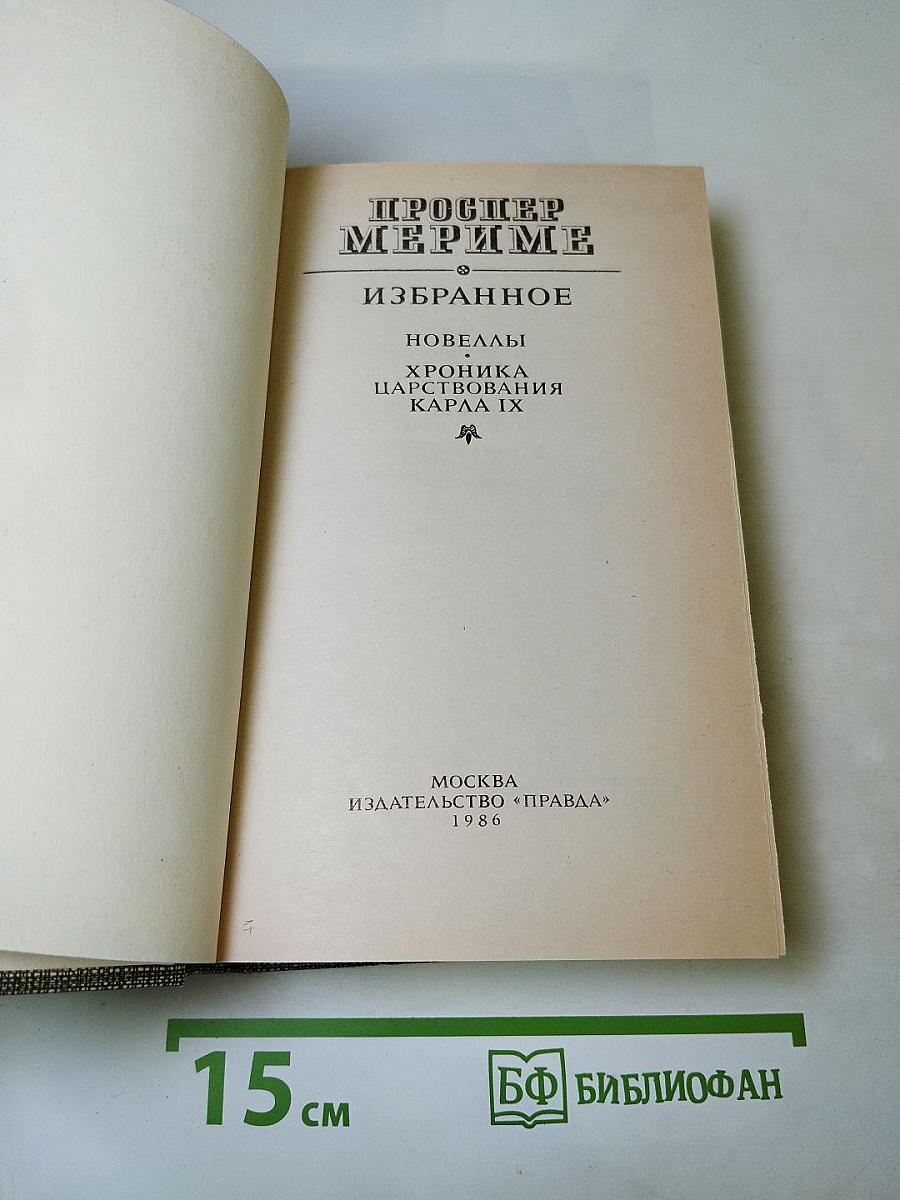 ПРОСПЕР
МЕРИМЕ
ИЗБРАННОЕ
НОВЕЛЛЫ
ХРОНИКА
ЦАРСТВОВАНИЯ
КАРЛА IX
МОСКВА
ИЗДАТЕЛЬСТВО «ПРАВДА»
1986
15 см
БФ БИБЛИОФАН